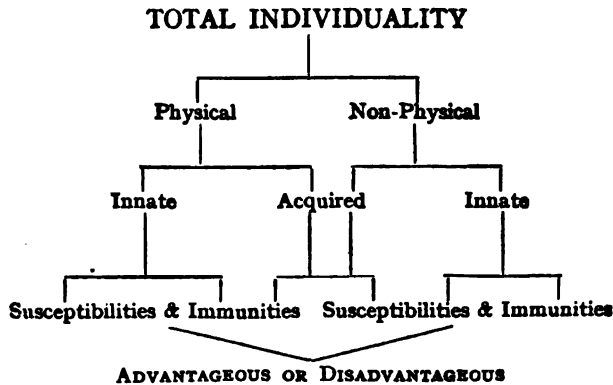 TOTAL INDIVIDUALITY
Physical Non-Physical
Innate Acquired Innate
Susceptibilities & Immunities Susceptibilities & Immunities
ADVANTAGEOUS OR DISADVANTAGEOUS